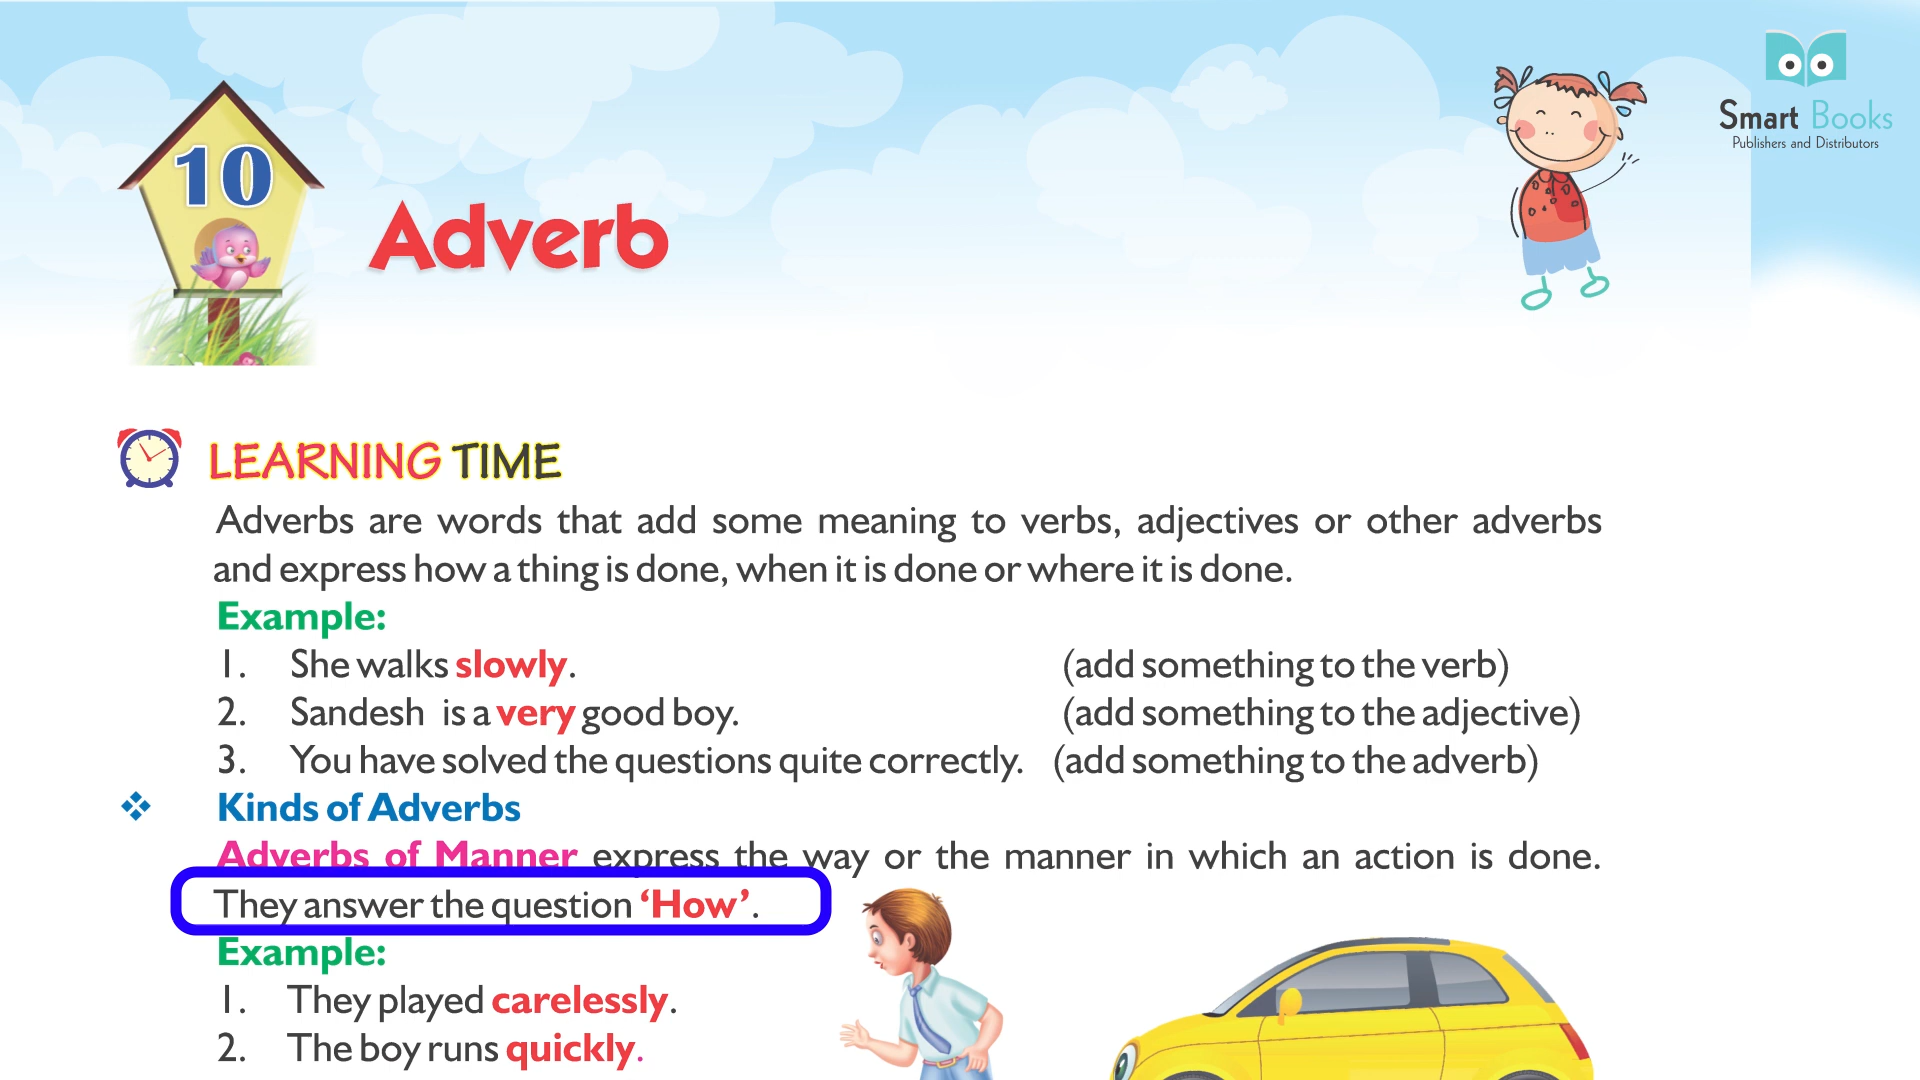 Smart Books
Publishers and Distributors
10
Adverb
LEARNING TIME
Adverbs are words that add some meaning to verbs, adjectives or other adverbs
and express how a thing is done, when it is done or where it is done.
Example:
1. She walks slowly. (add something to the verb)
2. Sandesh is a very good boy. (add something to the adjective)
3. You have solved the questions quite correctly. (add something to the adverb)
Kinds of Adverbs
Adverbs of Manner express the way or the manner in which an action is done.
They answer the question ‘How’.
Example:
1. They played carelessly.
2. The boy runs quickly.